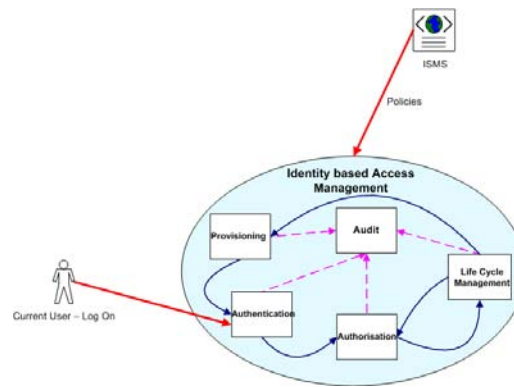 ISMS
Policies
Identity based Access
Management
Provisioning
Audit
Life Cycle
Management
Authentication
Authorisation
Current User – Log On